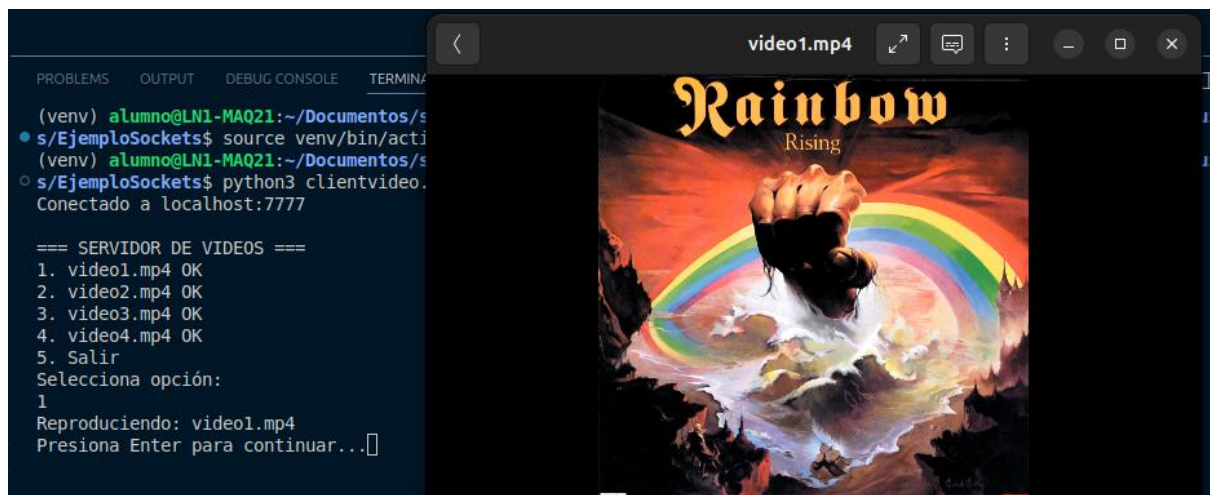 video1.mp4
PROBLEMS OUTPUT DEBUG CONSOLE TERMINA
(venv) alumno@LN1-MAQ21:~/Documentos/s
s/EjemploSockets$ source venv/bin/acti
(venv) alumno@LN1-MAQ21:~/Documentos/s
s/EjemploSockets$ python3 clientvideo.
Conectado a localhost:7777
=== SERVIDOR DE VIDEOS ===
1. video1.mp4 OK
2. video2.mp4 OK
3. video3.mp4 OK
4. video4.mp4 OK
5. Salir
Selecciona opción:
1
Reproduciendo: video1.mp4
Presiona Enter para continuar...
Rainbow
Rising